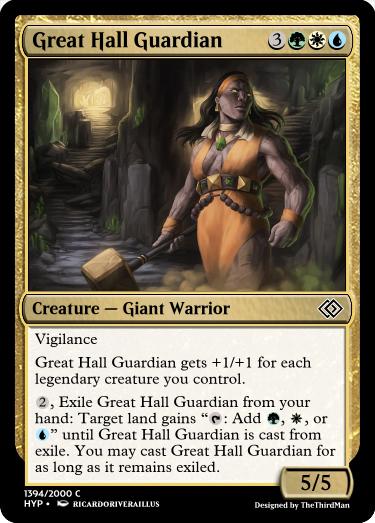 Great Hall Guardian 3
Creature — Giant Warrior
Vigilance
Great Hall Guardian gets +1/+1 for each
legendary creature you control.
2, Exile Great Hall Guardian from your
hand: Target land gains “: Add , , or
” until Great Hall Guardian is cast from
exile. You may cast Great Hall Guardian for
as long as it remains exiled.
5/5
1394/2000 C
HYP • RICARDORIVERAILLUS
Designed by TheThirdMan